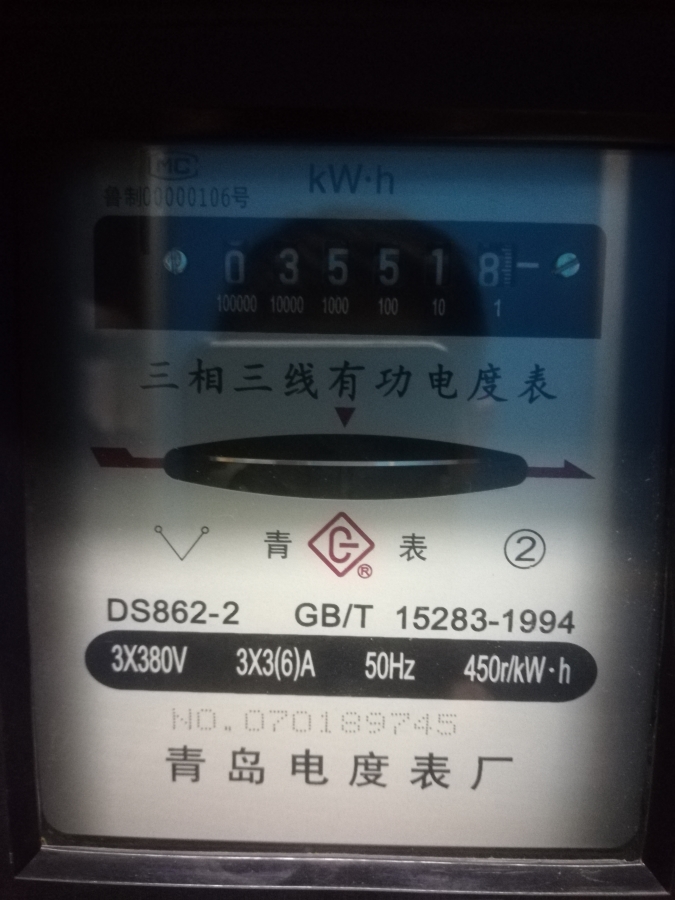 MC
鲁制00000106号
kW·h
0 3 5 5 1 8
100000 10000 1000 100 10 1
三相三线有功电度表
青 G ® 表 ②
DS862-2 GB/T 15283-1994
3X380V 3X3(6)A 50Hz 450r/kW·h
NO.070189745
青岛电度表厂